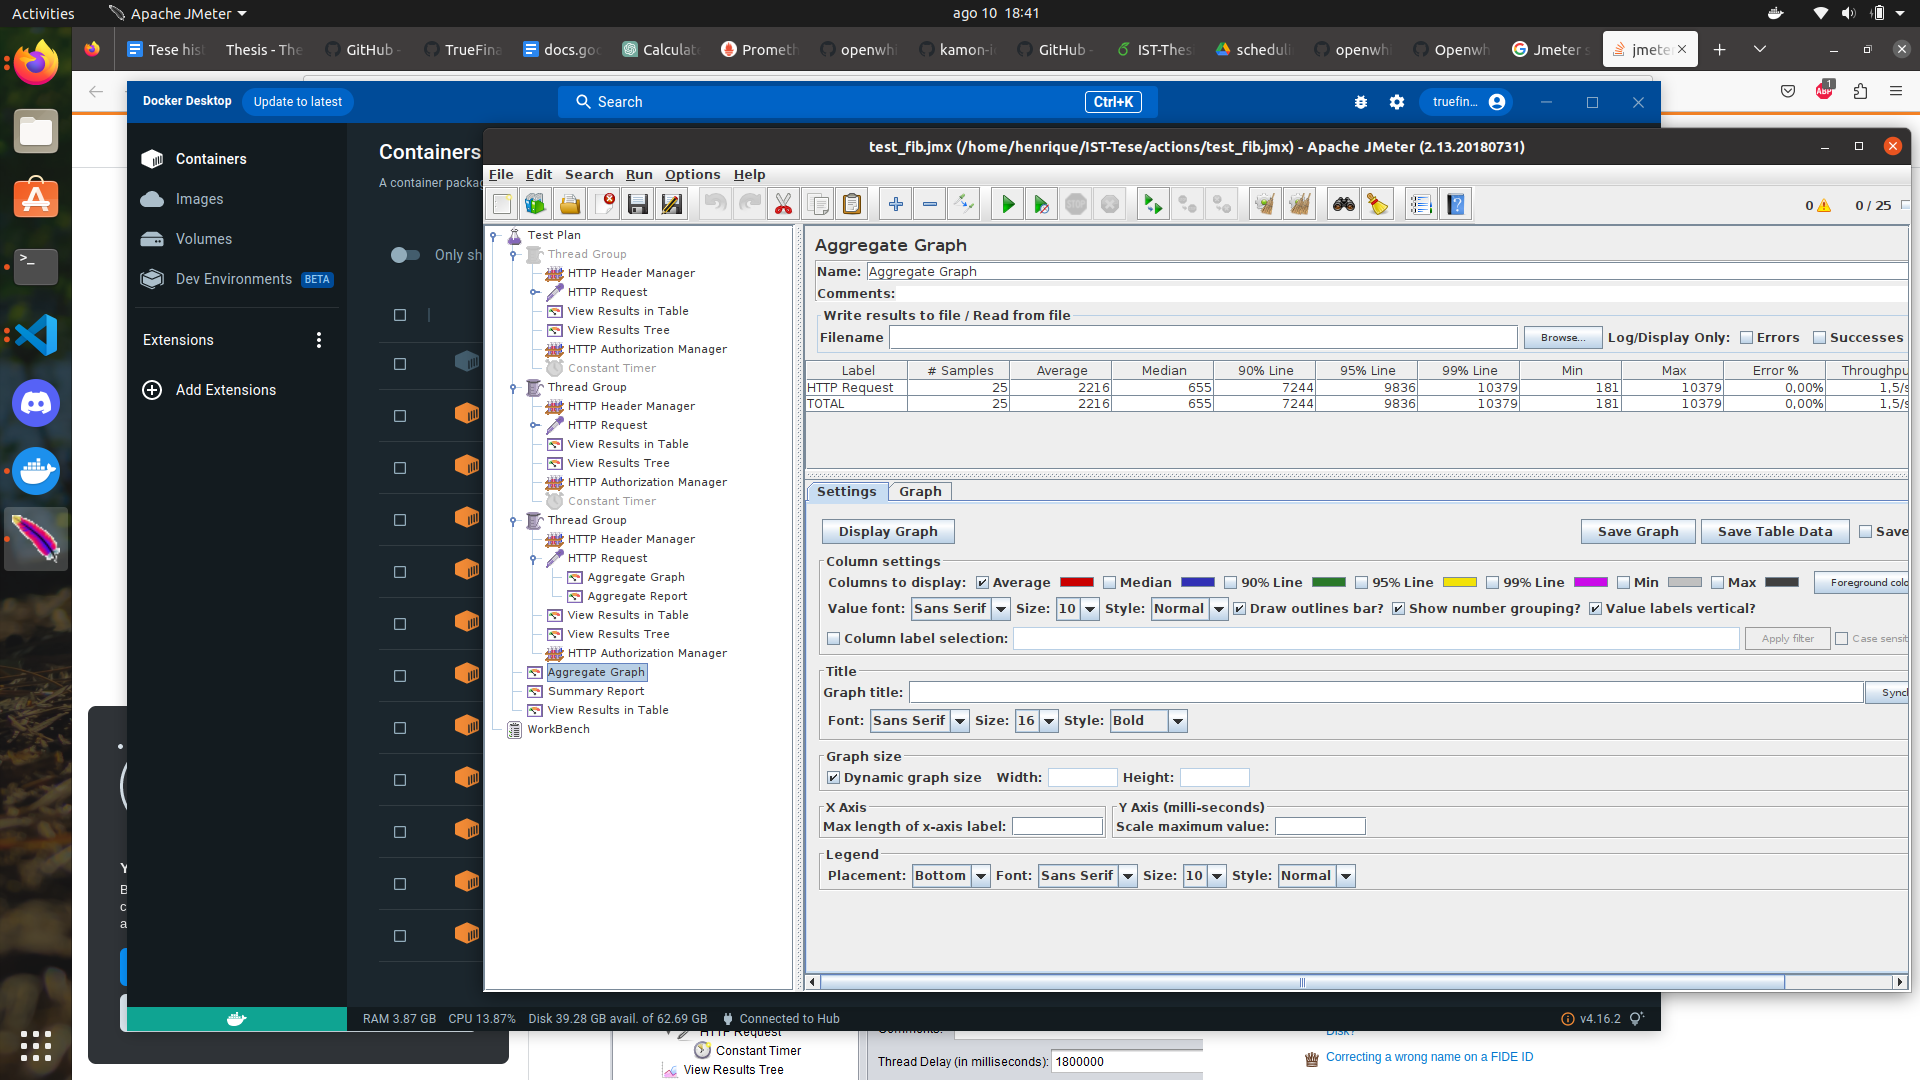 Activities
Apache JMeter
ago 10 18:41
Tese his
Thesis - The
GitHub -
TrueFina
docs.goo
Calculat
Prometh
openwhi
kamon-i
GitHub -
IST-Thes
scheduli
openwhi
Openwh
Jmeter s
jmete
Docker Desktop
Update to latest
Search
Ctrl+K
truefin...
ABP
1
Containers
Images
Volumes
Dev Environments BETA
Extensions
Add Extensions
Containers
A container packag
Only sh
test_fib.jmx (/home/henrique/IST-Tese/actions/test_fib.jmx) - Apache JMeter (2.13.20180731)
File Edit Search Run Options Help
0 0 / 25
Test Plan
Thread Group
HTTP Header Manager
HTTP Request
View Results in Table
View Results Tree
HTTP Authorization Manager
Constant Timer
Thread Group
HTTP Header Manager
HTTP Request
View Results in Table
View Results Tree
HTTP Authorization Manager
Constant Timer
Thread Group
HTTP Header Manager
HTTP Request
Aggregate Graph
Aggregate Report
View Results in Table
View Results Tree
HTTP Authorization Manager
Aggregate Graph
Summary Report
View Results in Table
WorkBench
Aggregate Graph
Name: Aggregate Graph
Comments:
Write results to file / Read from file
Filename Browse... Log/Display Only: Errors Successes
Label # Samples Average Median 90% Line 95% Line 99% Line Min Max Error % Throughpu
HTTP Request 25 2216 655 7244 9836 10379 181 10379 0,00% 1,5/s
TOTAL 25 2216 655 7244 9836 10379 181 10379 0,00% 1,5/s
Settings Graph
Display Graph Save Graph Save Table Data Save
Column settings
Columns to display: Average Median 90% Line 95% Line 99% Line Min Max Foreground colo
Value font: Sans Serif Size: 10 Style: Normal Draw outlines bar? Show number grouping? Value labels vertical?
Column label selection: Apply filter Case sensit
Title
Graph title: Synch
Font: Sans Serif Size: 16 Style: Bold
Graph size
Dynamic graph size Width: Height:
X Axis
Max length of x-axis label:
Y Axis (milli-seconds)
Scale maximum value:
Legend
Placement: Bottom Font: Sans Serif Size: 10 Style: Normal
RAM 3.87 GB CPU 13.87% Disk 39.28 GB avail. of 62.69 GB Connected to Hub
v4.16.2
HTTP Request
Constant Timer
View Results Tree
Comments:
Thread Delay (in milliseconds): 1800000
Disk?
Correcting a wrong name on a FIDE ID